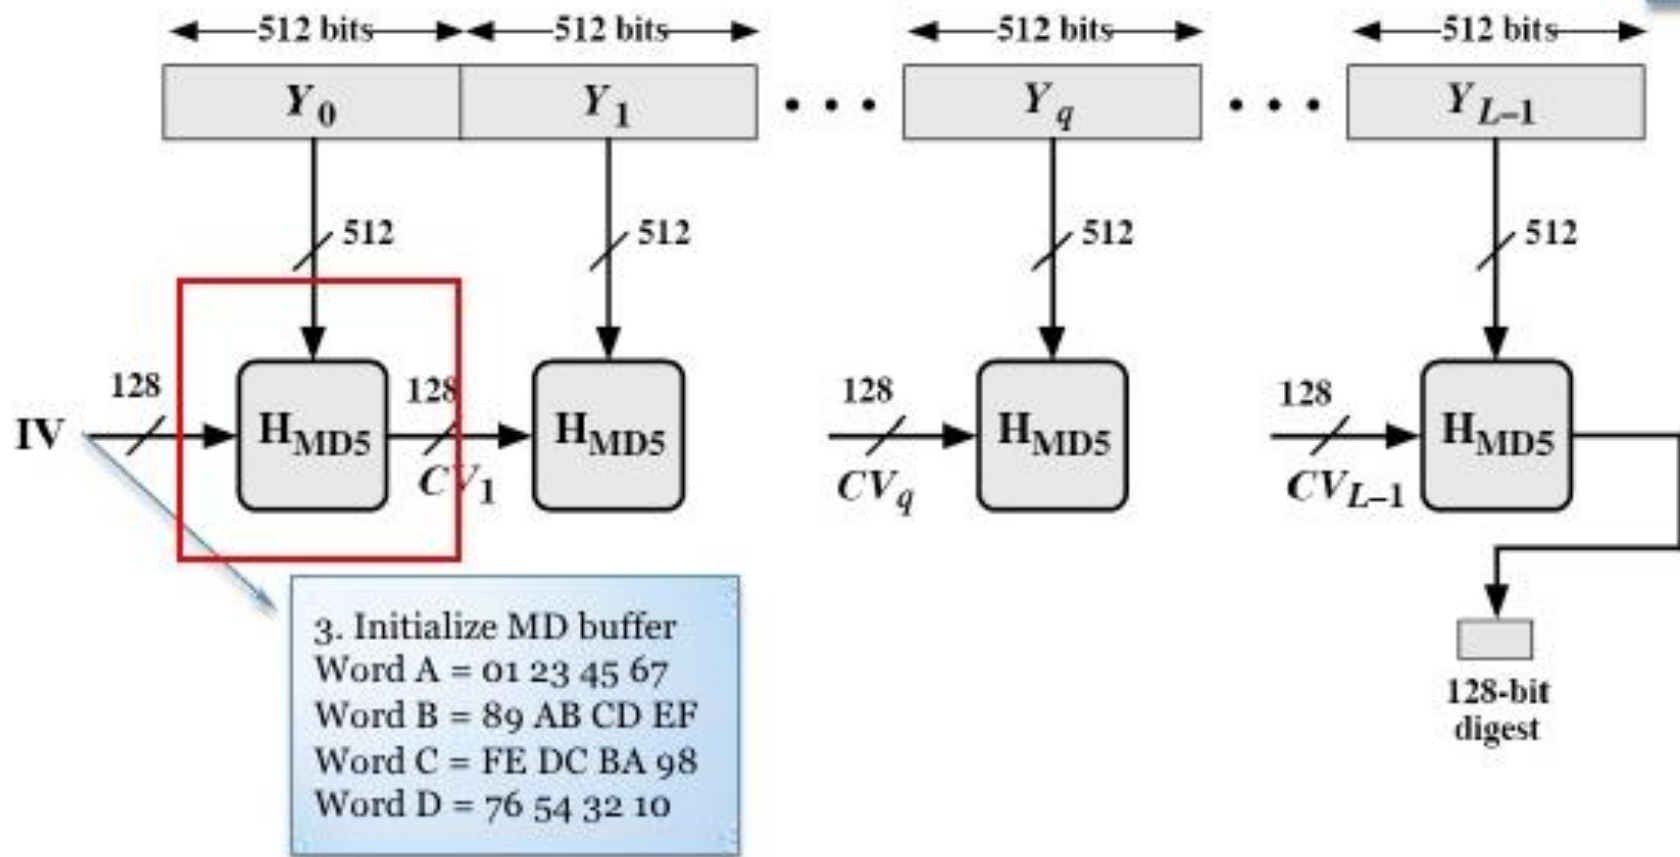 512 bits 512 bits 512 bits 512 bits
Y0 Y1 • • • Yq • • • YL–1
512 512 512 512
128 128 128 128
IV HMD5 HMD5 HMD5 HMD5
CV1 CVq CVL–1
3. Initialize MD buffer
Word A = 01 23 45 67
Word B = 89 AB CD EF
Word C = FE DC BA 98
Word D = 76 54 32 10
128-bit
digest